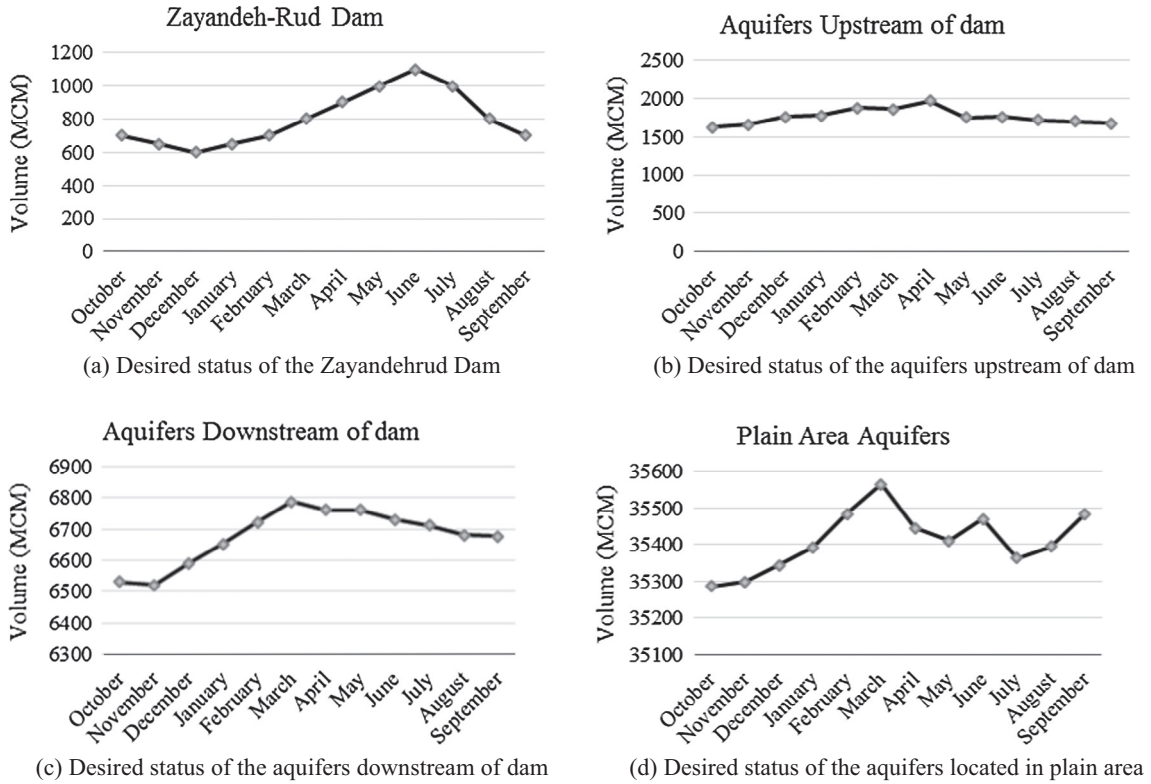 Zayandeh-Rud Dam
Volume (MCM)
1200
1000
800
600
400
200
0
October
November
December
January
February
March
April
May
June
July
August
September
(a) Desired status of the Zayandehrud Dam
Aquifers Upstream of dam
Volume (MCM)
2500
2000
1500
1000
500
0
October
November
December
January
February
March
April
May
June
July
August
September
(b) Desired status of the aquifers upstream of dam
Aquifers Downstream of dam
Volume (MCM)
6900
6800
6700
6600
6500
6400
6300
October
November
December
January
February
March
April
May
June
July
August
September
(c) Desired status of the aquifers downstream of dam
Plain Area Aquifers
Volume (MCM)
35600
35500
35400
35300
35200
35100
October
November
December
January
February
March
April
May
June
July
August
September
(d) Desired status of the aquifers located in plain area